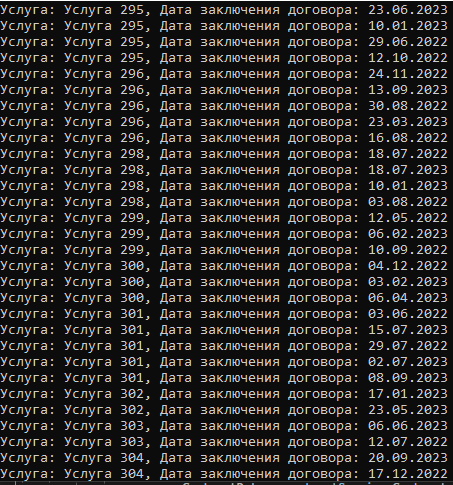 Услуга: Услуга 295, Дата заключения договора: 23.06.2023
Услуга: Услуга 295, Дата заключения договора: 10.01.2023
Услуга: Услуга 295, Дата заключения договора: 29.06.2022
Услуга: Услуга 295, Дата заключения договора: 12.10.2022
Услуга: Услуга 296, Дата заключения договора: 24.11.2022
Услуга: Услуга 296, Дата заключения договора: 13.09.2023
Услуга: Услуга 296, Дата заключения договора: 30.08.2022
Услуга: Услуга 296, Дата заключения договора: 23.03.2023
Услуга: Услуга 296, Дата заключения договора: 16.08.2022
Услуга: Услуга 298, Дата заключения договора: 18.07.2022
Услуга: Услуга 298, Дата заключения договора: 18.07.2023
Услуга: Услуга 298, Дата заключения договора: 10.01.2023
Услуга: Услуга 298, Дата заключения договора: 03.08.2022
Услуга: Услуга 299, Дата заключения договора: 12.05.2022
Услуга: Услуга 299, Дата заключения договора: 06.02.2023
Услуга: Услуга 299, Дата заключения договора: 10.09.2022
Услуга: Услуга 300, Дата заключения договора: 04.12.2022
Услуга: Услуга 300, Дата заключения договора: 03.02.2023
Услуга: Услуга 300, Дата заключения договора: 06.04.2023
Услуга: Услуга 301, Дата заключения договора: 03.06.2022
Услуга: Услуга 301, Дата заключения договора: 15.07.2023
Услуга: Услуга 301, Дата заключения договора: 29.07.2022
Услуга: Услуга 301, Дата заключения договора: 02.07.2023
Услуга: Услуга 301, Дата заключения договора: 08.09.2023
Услуга: Услуга 302, Дата заключения договора: 17.01.2023
Услуга: Услуга 302, Дата заключения договора: 23.05.2023
Услуга: Услуга 303, Дата заключения договора: 06.06.2023
Услуга: Услуга 303, Дата заключения договора: 12.07.2022
Услуга: Услуга 304, Дата заключения договора: 20.09.2023
Услуга: Услуга 304, Дата заключения договора: 17.12.2022